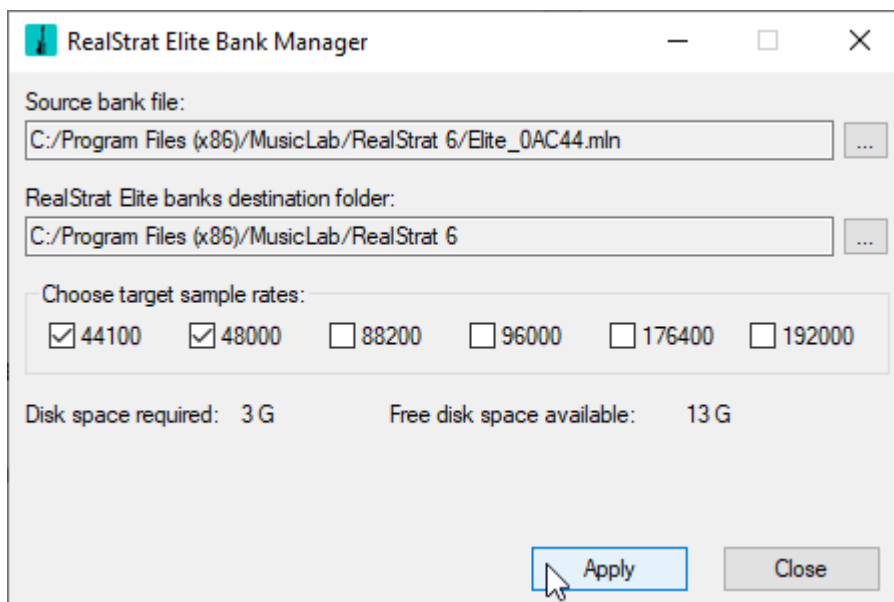 RealStrat Elite Bank Manager
Source bank file:
C:/Program Files (x86)/MusicLab/RealStrat 6/Elite_0AC44.mln
...
RealStrat Elite banks destination folder:
C:/Program Files (x86)/MusicLab/RealStrat 6
...
Choose target sample rates:
44100 48000 88200 96000 176400 192000
Disk space required: 3 G Free disk space available: 13 G
Apply Close